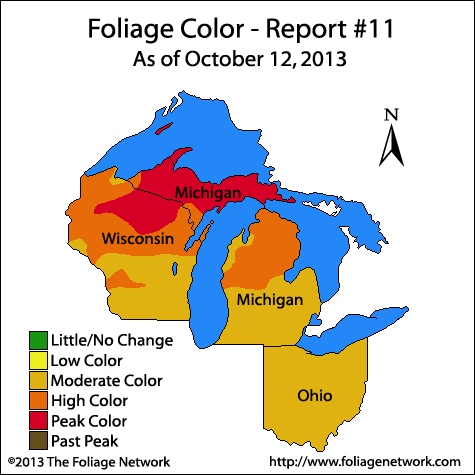 Foliage Color - Report #11
As of October 12, 2013
N
Michigan
Wisconsin
Michigan
Ohio
Little/No Change
Low Color
Moderate Color
High Color
Peak Color
Past Peak
©2013 The Foliage Network
http://www.foliagenetwork.com